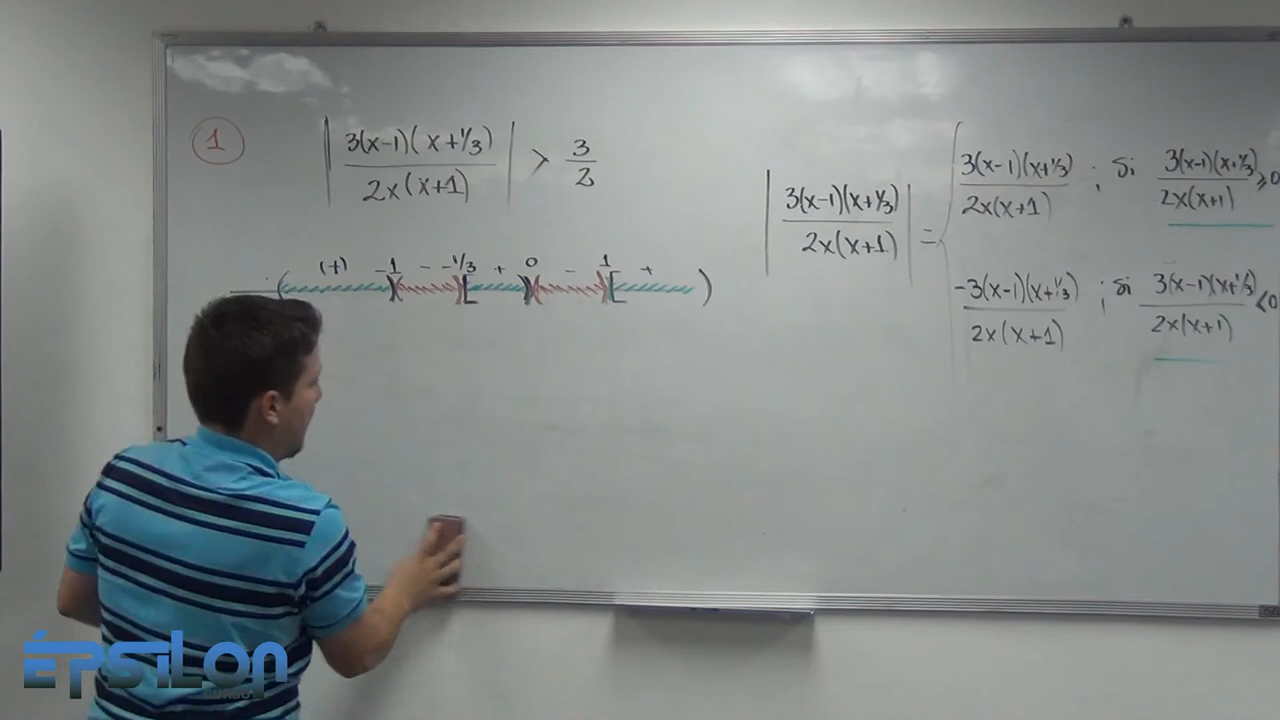 1
| 3(x-1)(x+1/3) / 2x(x+1) | > 3/2
(+) -1 - -1/3 + 0 - 1 +
| 3(x-1)(x+1/3) / 2x(x+1) | =
3(x-1)(x+1/3) / 2x(x+1) ; si 3(x-1)(x+1/3) / 2x(x+1) ≥ 0
-3(x-1)(x+1/3) / 2x(x+1) ; si 3(x-1)(x+1/3) / 2x(x+1) < 0
ÉPSILON